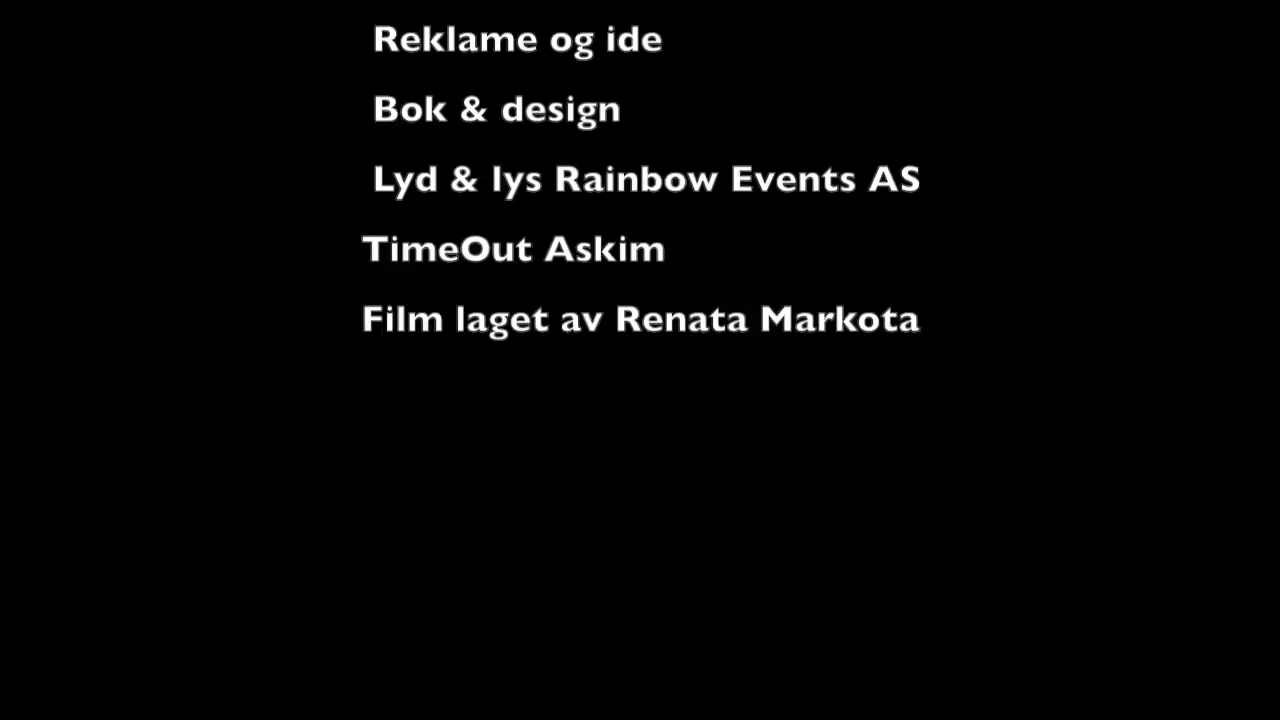 Reklame og ide
Bok & design
Lyd & lys Rainbow Events AS
TimeOut Askim
Film laget av Renata Markota